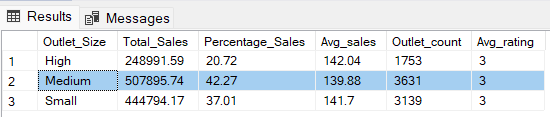 Results Messages
Outlet_Size Total_Sales Percentage_Sales Avg_sales Outlet_count Avg_rating
1 High 248991.59 20.72 142.04 1753 3
2 Medium 507895.74 42.27 139.88 3631 3
3 Small 444794.17 37.01 141.7 3139 3